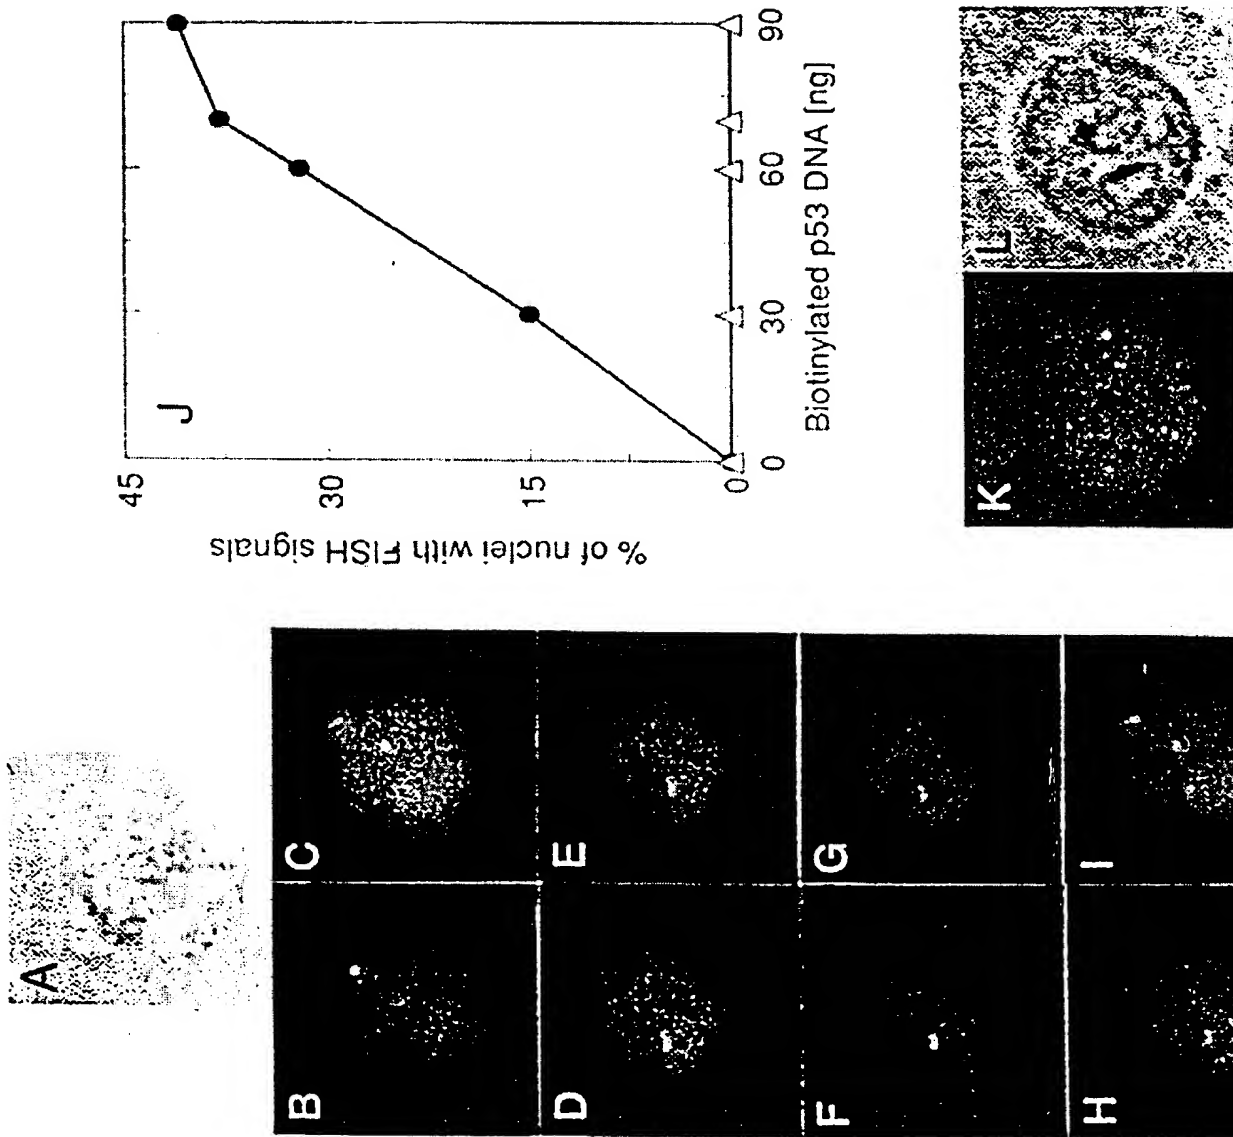 A
B
C
D
E
F
G
H
I
J
% of nuclei with FISH signals
45
30
15
0
0
30
60
90
Biotinylated p53 DNA [ng]
K
L